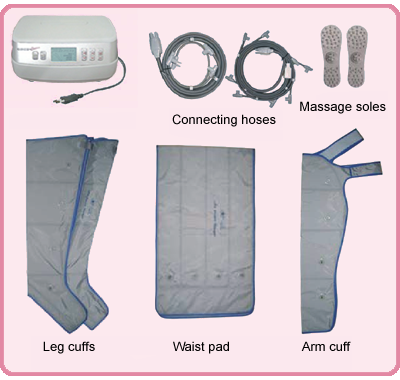 Connecting hoses
Massage soles
Leg cuffs
Waist pad
Arm cuff